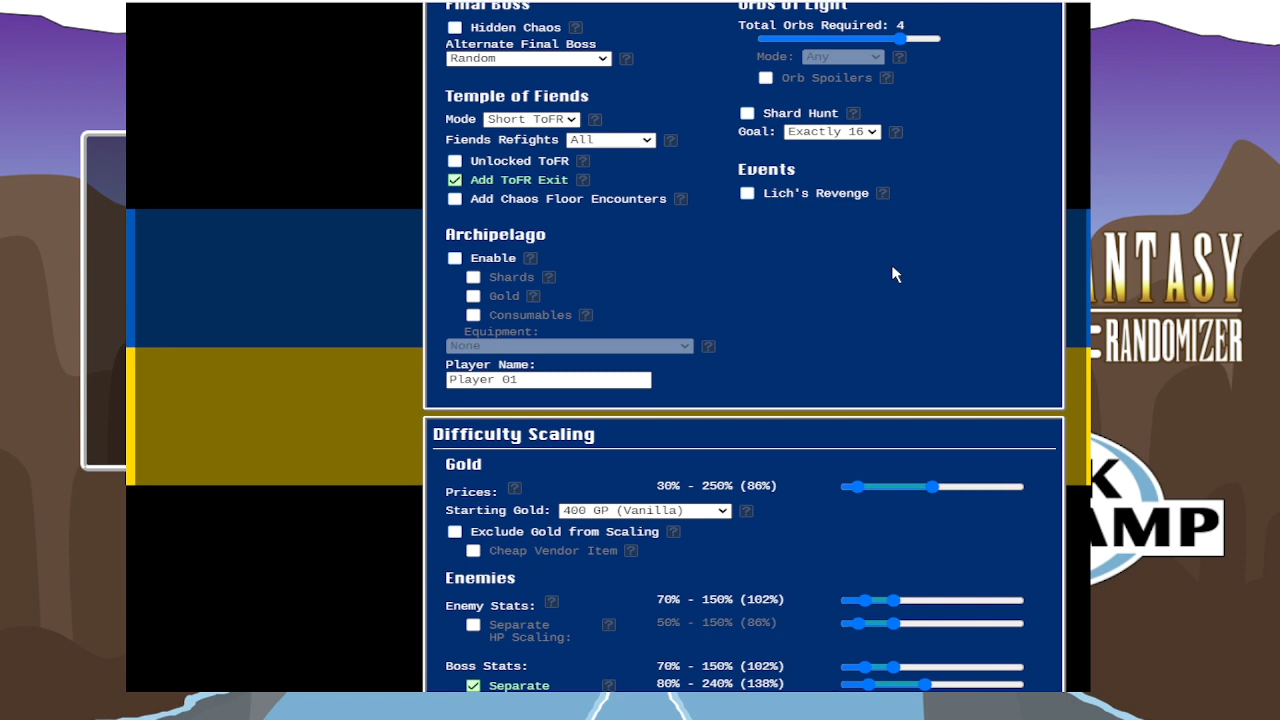 Final Boss
Hidden Chaos ?
Alternate Final Boss
Random ?
Temple of Fiends
Mode Short ToFR ?
Fiends Refights All ?
Unlocked ToFR ?
Add ToFR Exit ?
Add Chaos Floor Encounters ?
Archipelago
Enable ?
Shards ?
Gold ?
Consumables ?
Equipment:
None ?
Player Name:
Player 01
Orbs Of Eight
Total Orbs Required: 4
Mode: Any ?
Orb Spoilers ?
Shard Hunt ?
Goal: Exactly 16 ?
Events
Lich's Revenge ?
Difficulty Scaling
Gold
Prices: ? 30% - 250% (86%)
Starting Gold: 400 GP (Vanilla) ?
Exclude Gold from Scaling ?
Cheap Vendor Item ?
Enemies
Enemy Stats: ? 70% - 150% (102%)
Separate ? 50% - 150% (86%)
HP Scaling:
Boss Stats: 70% - 150% (102%)
Separate ? 80% - 240% (138%)
NTASY
RANDOMIZER
K
AMP